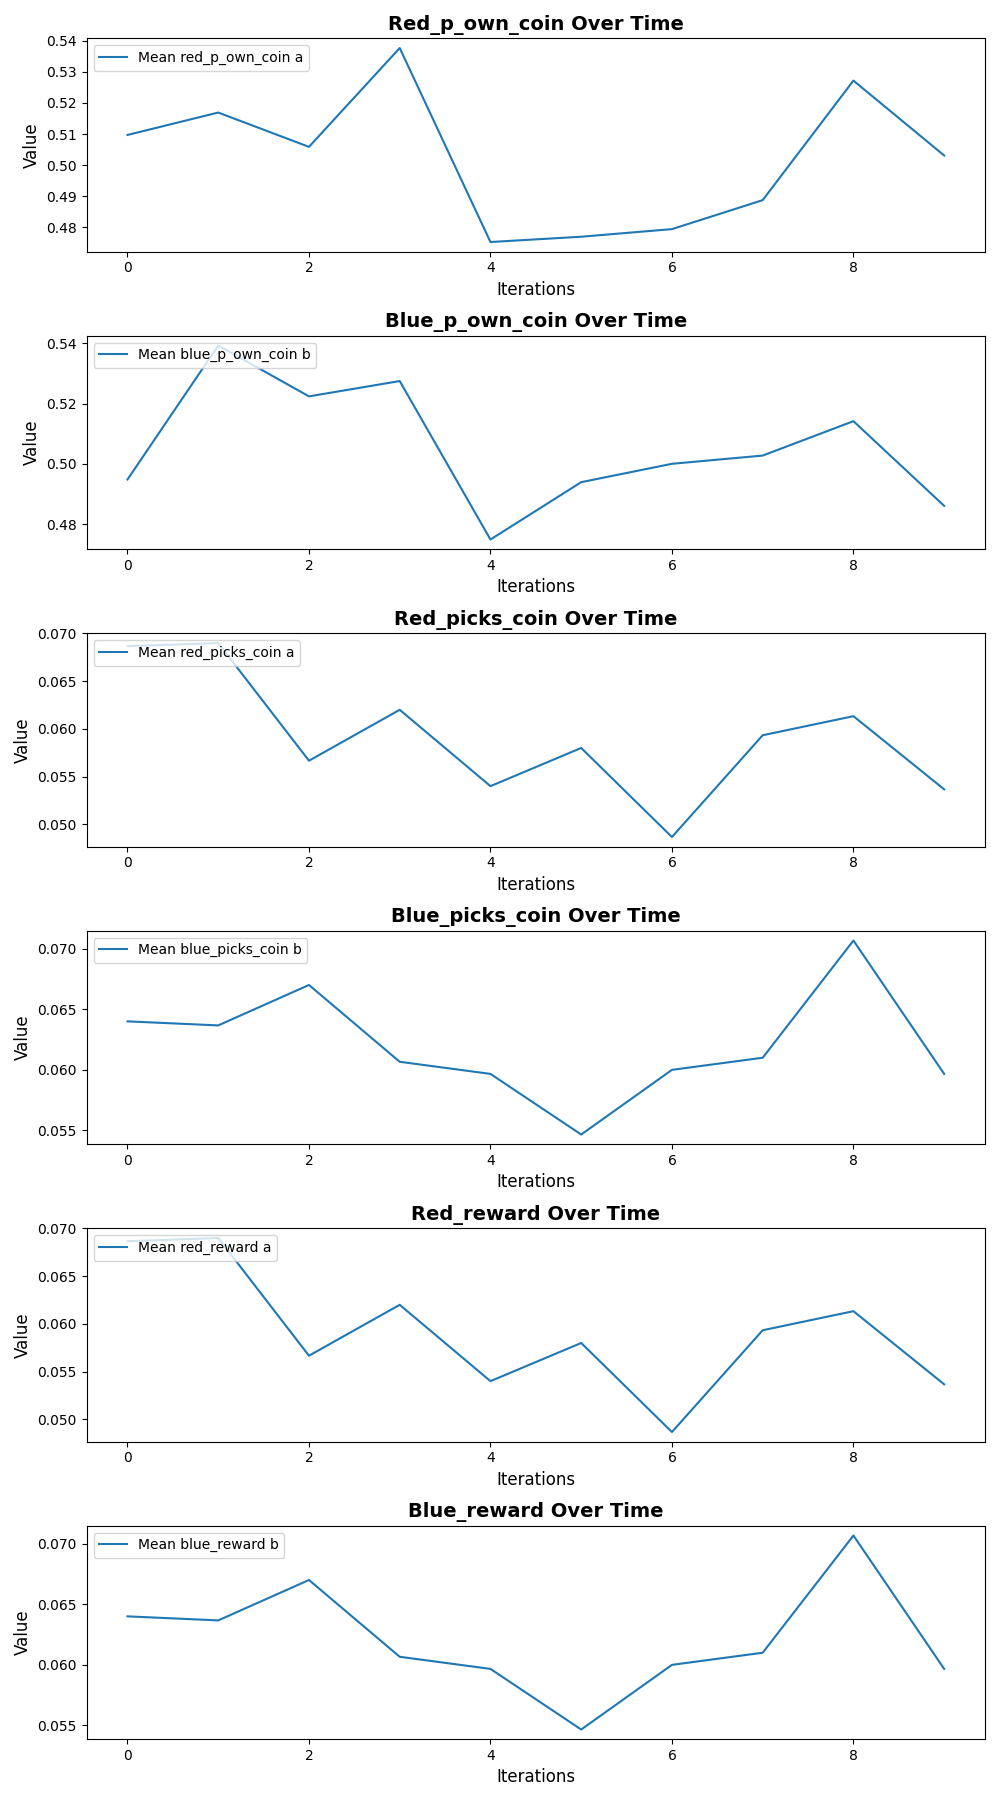 Red_p_own_coin Over Time
Mean red_p_own_coin a
0.54
0.53
0.52
0.51
0.50
0.49
0.48
Value
0 2 4 6 8
Iterations
Blue_p_own_coin Over Time
Mean blue_p_own_coin b
0.54
0.52
0.50
0.48
Value
0 2 4 6 8
Iterations
Red_picks_coin Over Time
Mean red_picks_coin a
0.070
0.065
0.060
0.055
0.050
Value
0 2 4 6 8
Iterations
Blue_picks_coin Over Time
Mean blue_picks_coin b
0.070
0.065
0.060
0.055
Value
0 2 4 6 8
Iterations
Red_reward Over Time
Mean red_reward a
0.070
0.065
0.060
0.055
0.050
Value
0 2 4 6 8
Iterations
Blue_reward Over Time
Mean blue_reward b
0.070
0.065
0.060
0.055
Value
0 2 4 6 8
Iterations